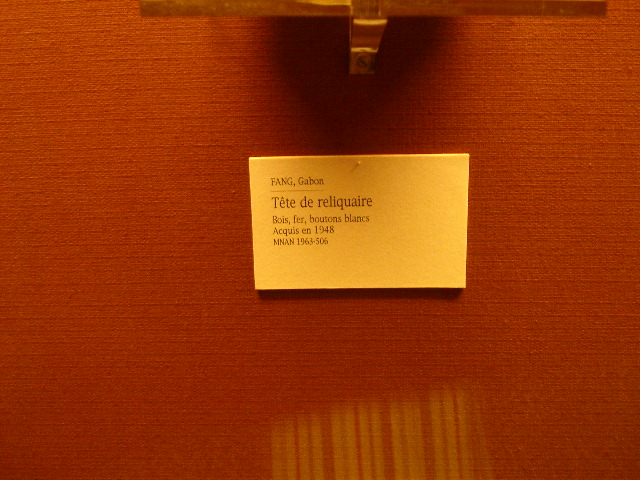 FANG, Gabon
Tête de reliquaire
Bois, fer, boutons blancs
Acquis en 1948
MNAN 1963-506